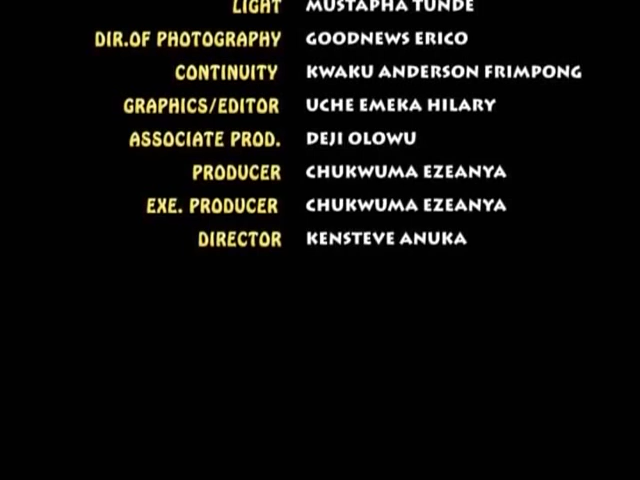 LIGHT MUSTAPHA TUNDE
DIR.OF PHOTOGRAPHY GOODNEWS ERICO
CONTINUITY KWAKU ANDERSON FRIMPONG
GRAPHICS/EDITOR UCHE EMEKA HILARY
ASSOCIATE PROD. DEJI OLOWU
PRODUCER CHUKWUMA EZEANYA
EXE. PRODUCER CHUKWUMA EZEANYA
DIRECTOR KENSTEVE ANUKA